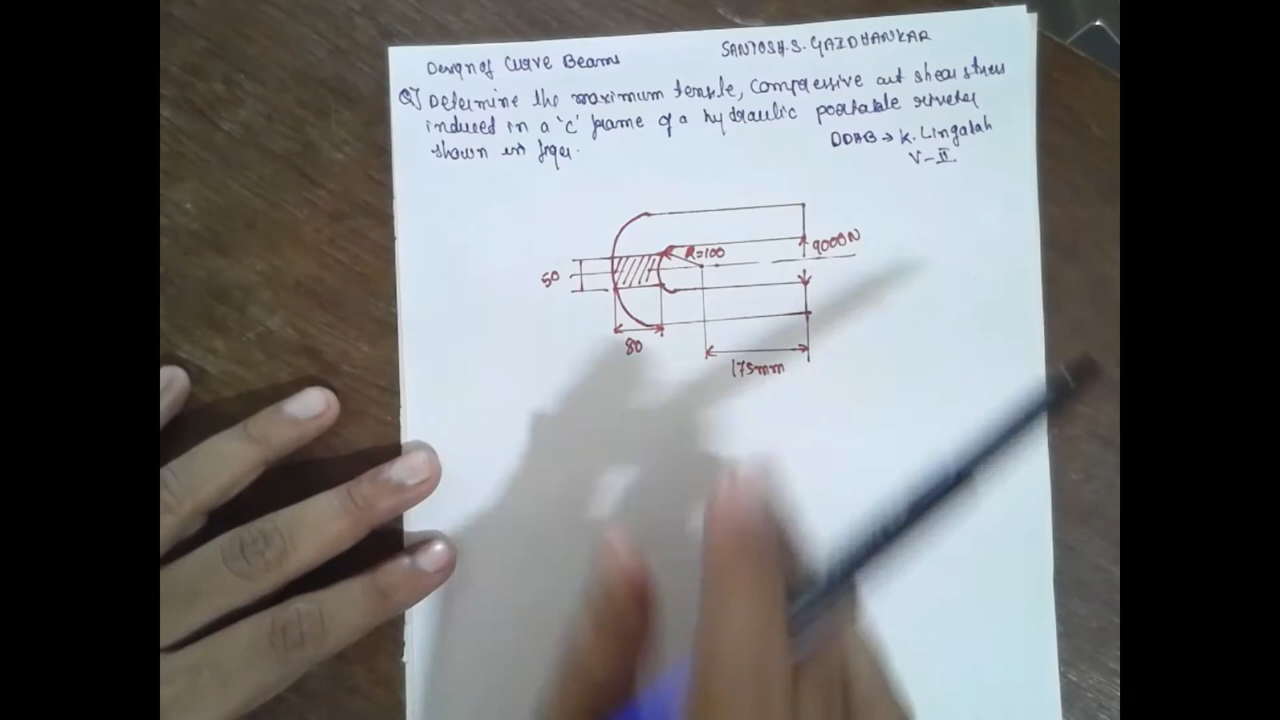 Design of Curve Beams
SANTOSH.S. GAIDHANKAR
Q1 Determine the maximum tensile, compressive and shear stress
induced in a 'C' frame of a hydraulic portable riveter
shown in
DDHB → K. Lingaiah
V-II
R=100
9000N
50
80
175mm